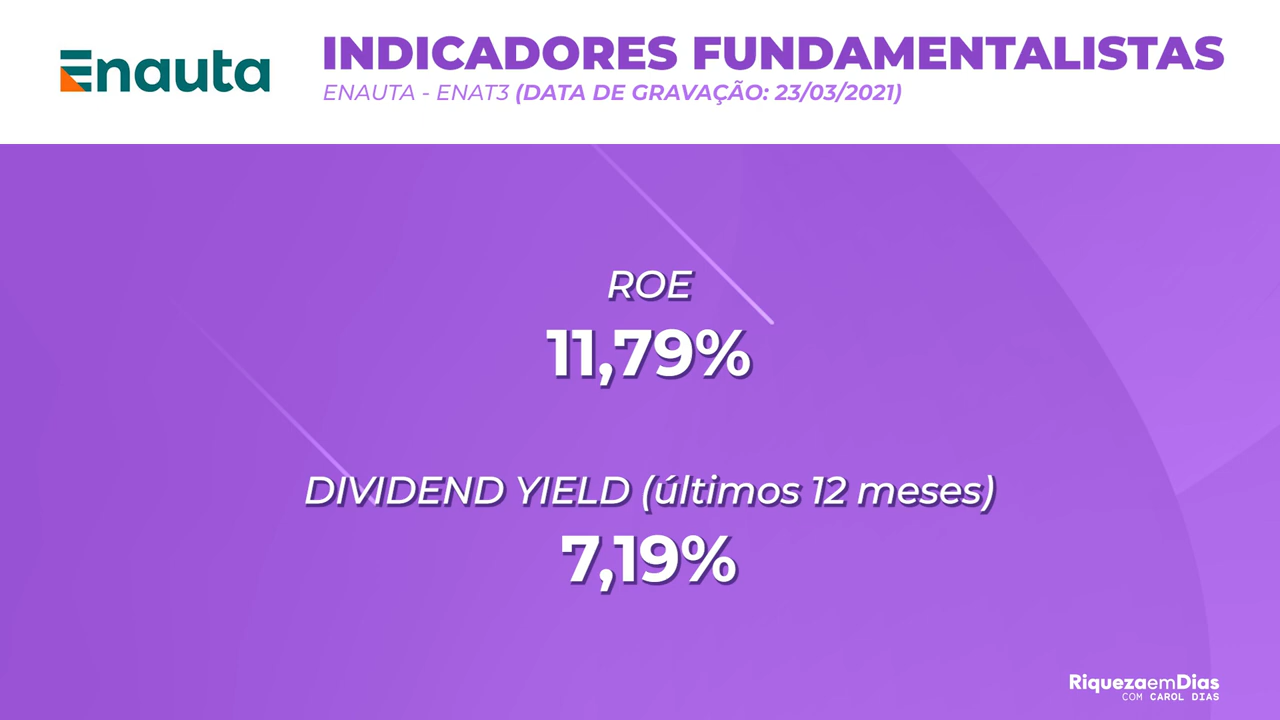 Enauta
INDICADORES FUNDAMENTALISTAS
ENAUTA - ENAT3 (DATA DE GRAVAÇÃO: 23/03/2021)
ROE
11,79%
DIVIDEND YIELD (últimos 12 meses)
7,19%
RiquezaemDias
COM CAROL DIAS